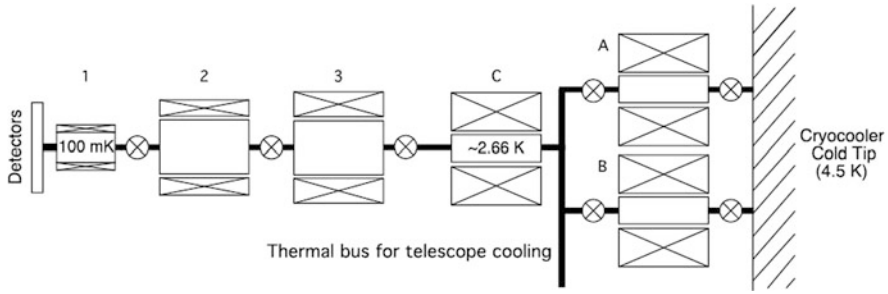 1
2
3
C
A
Detectors
100 mK
~2.66 K
Cryocooler
Cold Tip
(4.5 K)
B
Thermal bus for telescope cooling